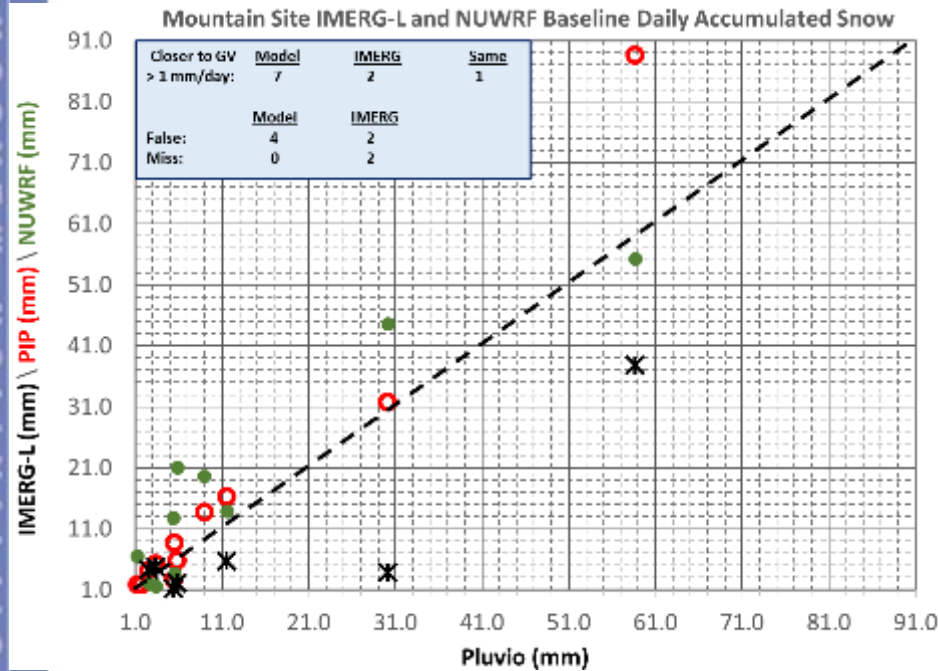 Mountain Site IMERG-L and NUWRF Baseline Daily Accumulated Snow
91.0
81.0
71.0
61.0
51.0
41.0
31.0
21.0
11.0
1.0
IMERG-L (mm) \ PIP (mm) \ NUWRF (mm)
Closer to GV Model IMERG Same
> 1 mm/day: 7 2 1
Model IMERG
False: 4 2
Miss: 0 2
1.0 11.0 21.0 31.0 41.0 51.0 61.0 71.0 81.0 91.0
Pluvio (mm)